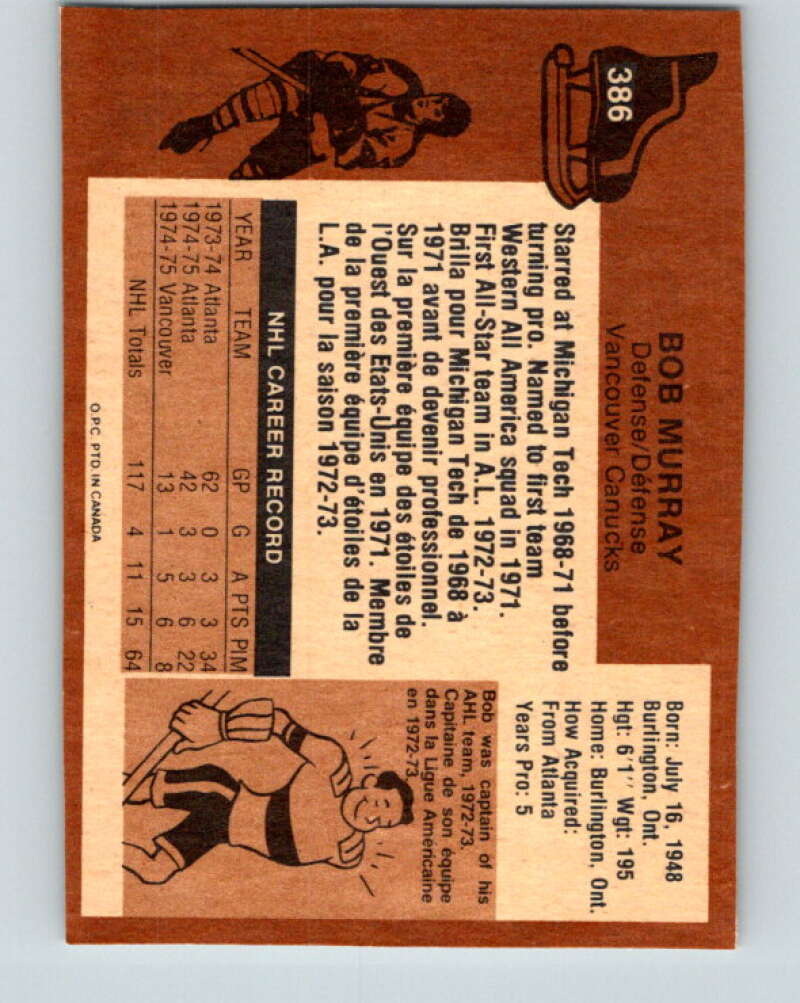 386
BOB MURRAY
Defense/Défense
Vancouver Canucks
Born: July 16, 1948
Burlington, Ont.
Hgt: 6'1" Wgt: 195
Home: Burlington, Ont.
How Acquired:
From Atlanta
Years Pro: 5
Starred at Michigan Tech 1968-71 before
turning pro. Named to first team
Western All America squad in 1971.
First All-Star team in A.L. 1972-73.
Brilla pour Michigan Tech de 1968 à
1971 avant de devenir professionnel.
Sur la première équipe des étoiles de
l'Ouest des Etats-Unis en 1971. Membre
de la première équipe d'étoiles de la
L.A. pour la saison 1972-73.
NHL CAREER RECORD
YEAR TEAM GP G A PTS PIM
1973-74 Atlanta 62 0 3 3 34
1974-75 Atlanta 42 3 3 6 22
1974-75 Vancouver 13 1 5 6 8
NHL Totals 117 4 11 15 64
Bob was captain of his
AHL team, 1972-73.
Capitaine de son équipe
dans la Ligue Américaine
en 1972-73.
O.P.C. PTD. IN CANADA